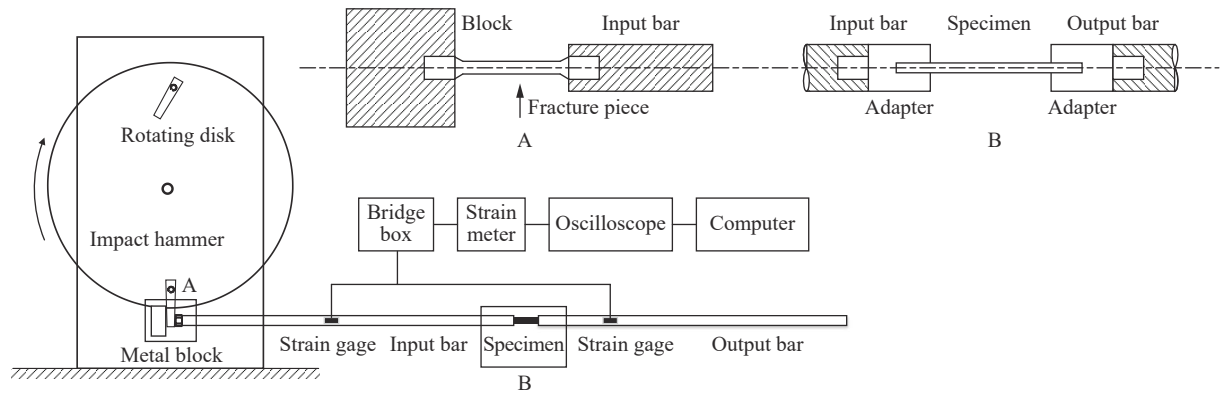 Block
Input bar
Fracture piece
A
Input bar
Specimen
Output bar
Adapter
Adapter
B
Rotating disk
Impact hammer
A
Metal block
Bridge
box
Strain
meter
Oscilloscope
Computer
Strain gage
Input bar
Specimen
Strain gage
Output bar
B